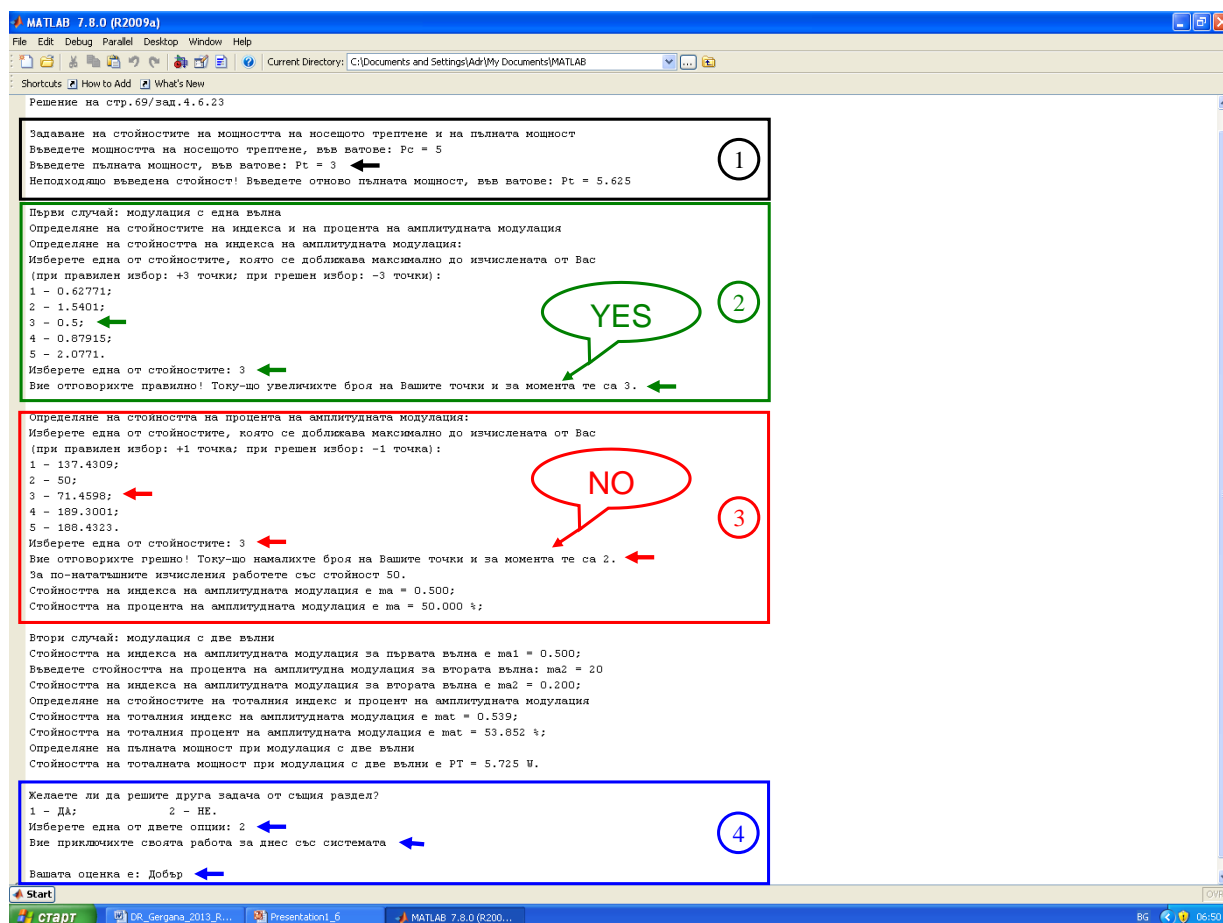 MATLAB 7.8.0 (R2009a)
File Edit Debug Parallel Desktop Window Help
Current Directory: C:\Documents and Settings\Adr\My Documents\MATLAB
Shortcuts How to Add What's New
Решение на стр.69/зад.4.6.23
Задаване на стойностите на мощността на носещото трептене и на пълната мощност
Въведете мощността на носещото трептене, във ватове: Pc = 5
Въведете пълната мощност, във ватове: Pt = 3
Неподходящо въведена стойност! Въведете отново пълната мощност, във ватове: Pt = 5.625
1
Първи случай: модулация с една вълна
Определяне на стойностите на индекса и на процента на амплитудната модулация
Определяне на стойността на индекса на амплитудната модулация:
Изберете една от стойностите, която се доближава максимално до изчислената от Вас
(при правилен избор: +3 точки; при грешен избор: -3 точки):
1 - 0.62771;
2 - 1.5401;
3 - 0.5;
4 - 0.87915;
5 - 2.0771.
Изберете една от стойностите: 3
Вие отговорихте правилно! Току-що увеличихте броя на Вашите точки и за момента те са 3.
YES
2
Определяне на стойността на процента на амплитудната модулация:
Изберете една от стойностите, която се доближава максимално до изчислената от Вас
(при правилен избор: +1 точка; при грешен избор: -1 точка):
1 - 137.4309;
2 - 50;
3 - 71.4598;
4 - 189.3001;
5 - 188.4323.
Изберете една от стойностите: 3
Вие отговорихте грешно! Току-що намалихте броя на Вашите точки и за момента те са 2.
За по-нататъшните изчисления работете със стойност 50.
Стойността на индекса на амплитудната модулация е ma = 0.500;
Стойността на процента на амплитудната модулация е ma = 50.000 %;
NO
3
Втори случай: модулация с две вълни
Стойността на индекса на амплитудната модулация за първата вълна е ma1 = 0.500;
Въведете стойността на процента на амплитудна модулация за втората вълна: ma2 = 20
Стойността на индекса на амплитудната модулация за втората вълна е ma2 = 0.200;
Определяне на стойностите на тоталния индекс и процент на амплитудната модулация
Стойността на тоталния индекс на амплитудната модулация е mat = 0.539;
Стойността на тоталния процент на амплитудната модулация е mat = 53.852 %;
Определяне на пълната мощност при модулация с две вълни
Стойността на тоталната мощност при модулация с две вълни е PT = 5.725 W.
Желаете ли да решите друга задача от същия раздел?
1 - ДА; 2 - НЕ.
Изберете една от двете опции: 2
Вие приключихте своята работа за днес със системата
Вашата оценка е: Добър
4
Start
OVR
старт DR_Gergana_2013_R... Presentation1_6 MATLAB 7.8.0 (R200... BG 06:50